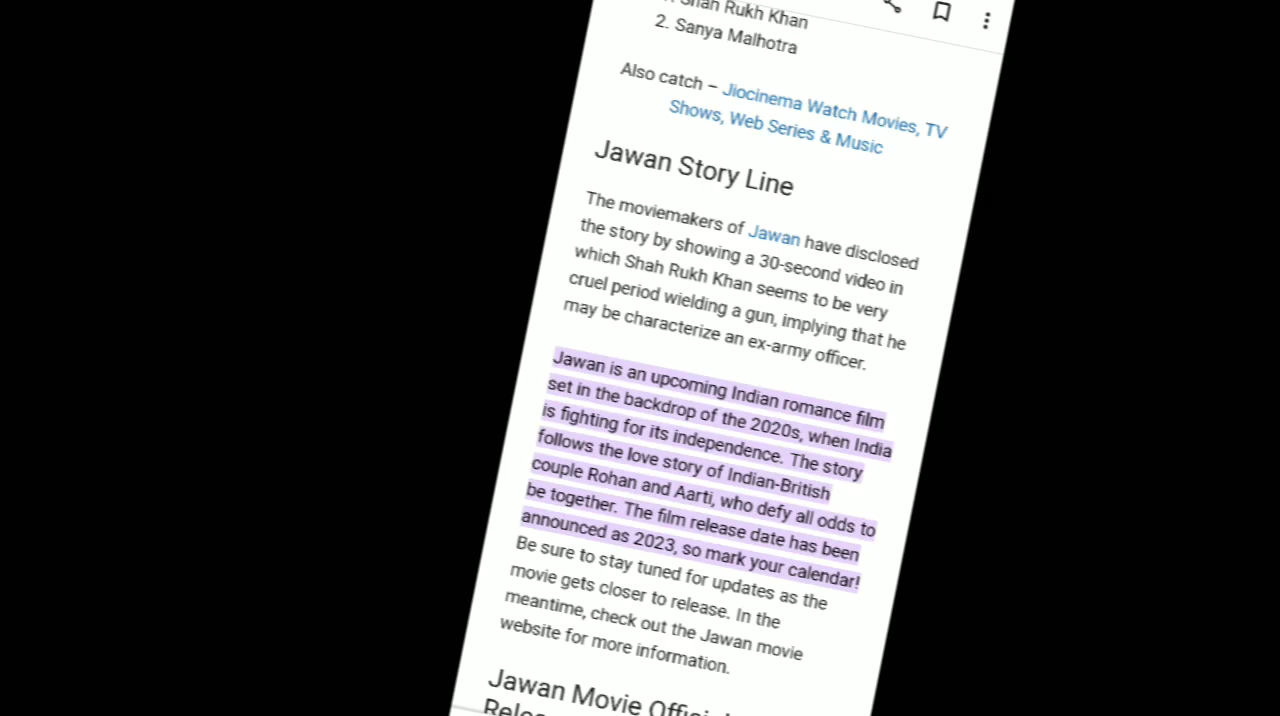 Shah Rukh Khan
2. Sanya Malhotra
Also catch – Jiocinema Watch Movies, TV
Shows, Web Series & Music
Jawan Story Line
The moviemakers of Jawan have disclosed
the story by showing a 30-second video in
which Shah Rukh Khan seems to be very
cruel period wielding a gun, implying that he
may be characterize an ex-army officer.
Jawan is an upcoming Indian romance film
set in the backdrop of the 2020s, when India
is fighting for its independence. The story
follows the love story of Indian-British
couple Rohan and Aarti, who defy all odds to
be together. The film release date has been
announced as 2023, so mark your calendar!
Be sure to stay tuned for updates as the
movie gets closer to release. In the
meantime, check out the Jawan movie
website for more information.
Jawan Movie